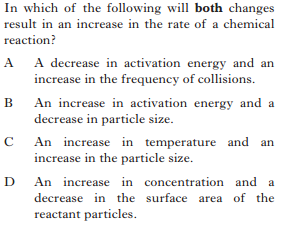 In which of the following will both changes
result in an increase in the rate of a chemical
reaction?
A A decrease in activation energy and an
increase in the frequency of collisions.
B An increase in activation energy and a
decrease in particle size.
C An increase in temperature and an
increase in the particle size.
D An increase in concentration and a
decrease in the surface area of the
reactant particles.